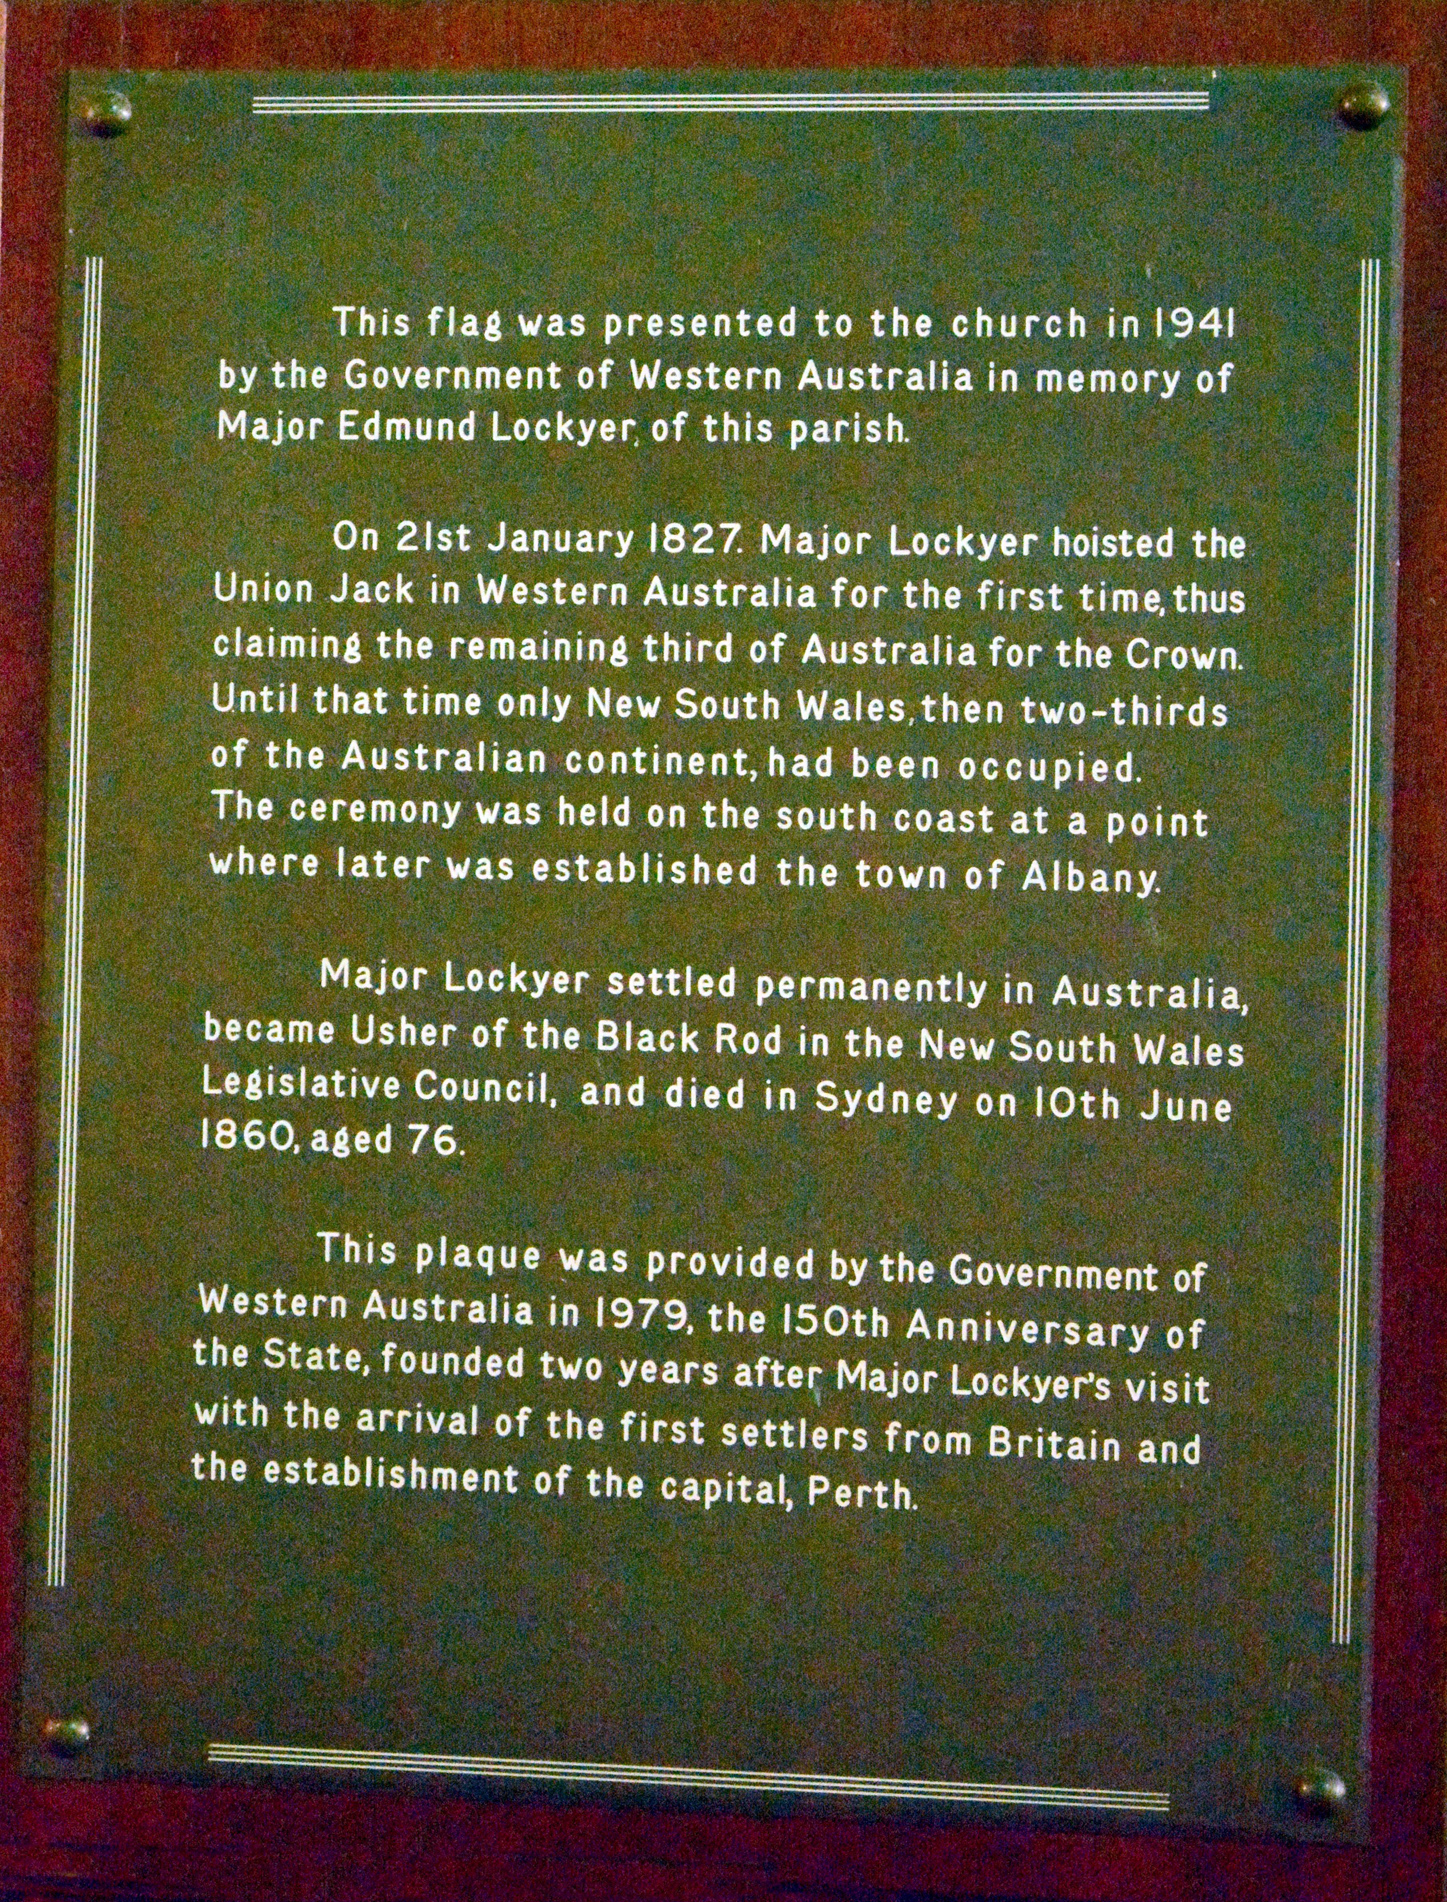 This flag was presented to the church in 1941
by the Government of Western Australia in memory of
Major Edmund Lockyer, of this parish.
On 21st January 1827. Major Lockyer hoisted the
Union Jack in Western Australia for the first time, thus
claiming the remaining third of Australia for the Crown.
Until that time only New South Wales, then two-thirds
of the Australian continent, had been occupied.
The ceremony was held on the south coast at a point
where later was established the town of Albany.
Major Lockyer settled permanently in Australia,
became Usher of the Black Rod in the New South Wales
Legislative Council, and died in Sydney on 10th June
1860, aged 76.
This plaque was provided by the Government of
Western Australia in 1979, the 150th Anniversary of
the State, founded two years after Major Lockyer's visit
with the arrival of the first settlers from Britain and
the establishment of the capital, Perth.